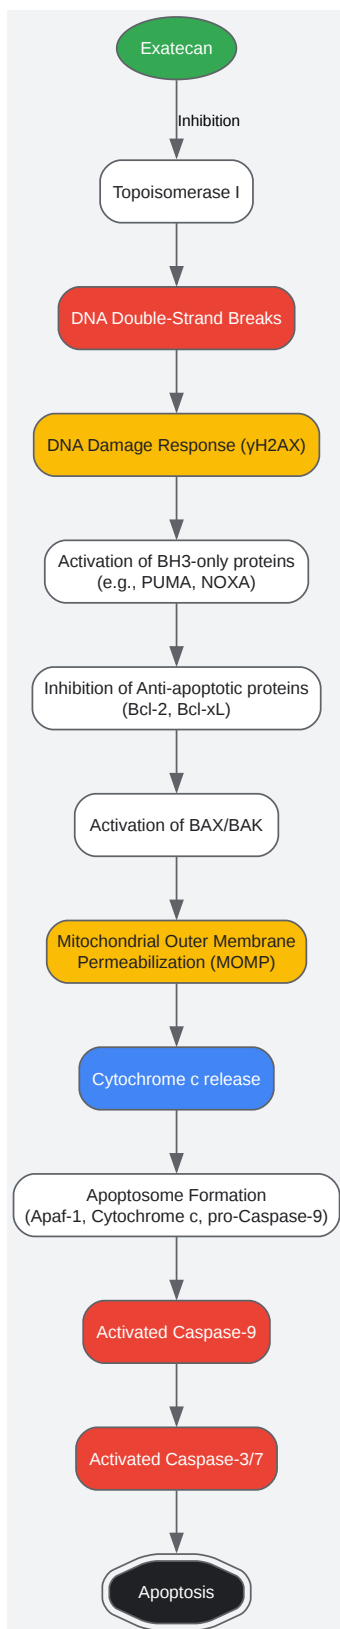 Exatecan
Inhibition
Topoisomerase I
DNA Double-Strand Breaks
DNA Damage Response (γH2AX)
Activation of BH3-only proteins
(e.g., PUMA, NOXA)
Inhibition of Anti-apoptotic proteins
(Bcl-2, Bcl-xL)
Activation of BAX/BAK
Mitochondrial Outer Membrane
Permeabilization (MOMP)
Cytochrome c release
Apoptosome Formation
(Apaf-1, Cytochrome c, pro-Caspase-9)
Activated Caspase-9
Activated Caspase-3/7
Apoptosis